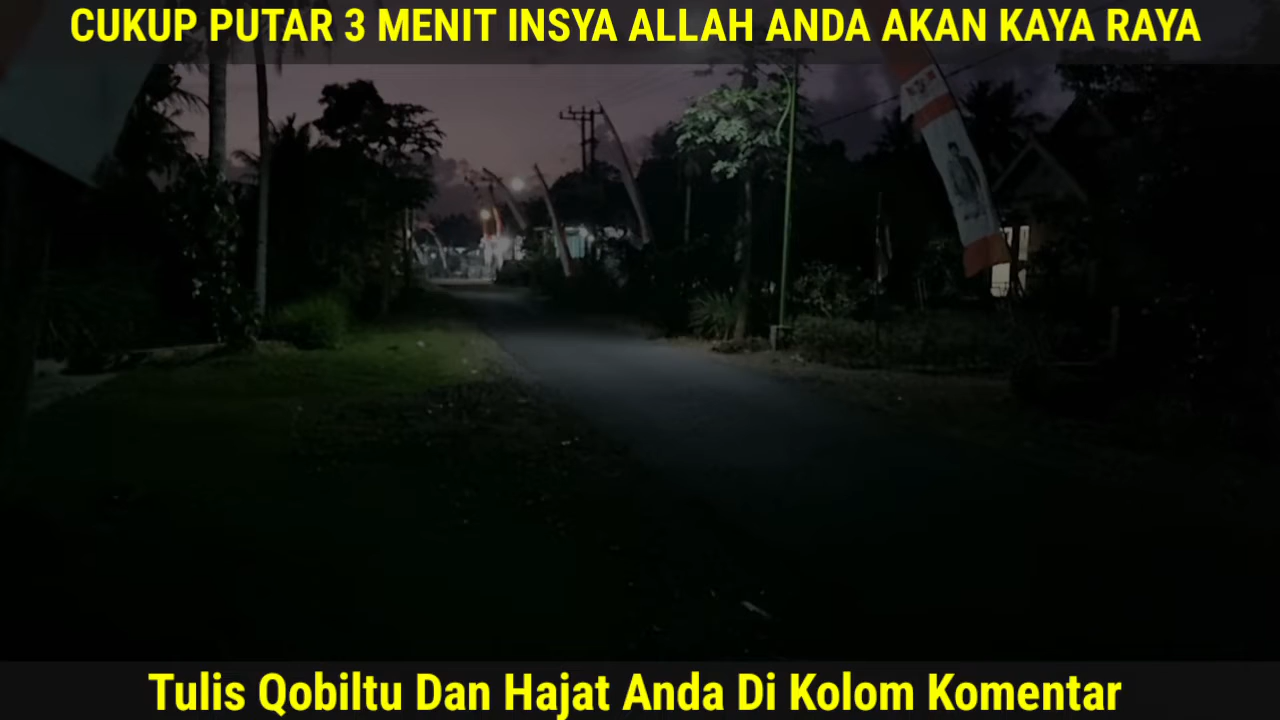 CUKUP PUTAR 3 MENIT INSYA ALLAH ANDA AKAN KAYA RAYA
Tulis Qobiltu Dan Hajat Anda Di Kolom Komentar